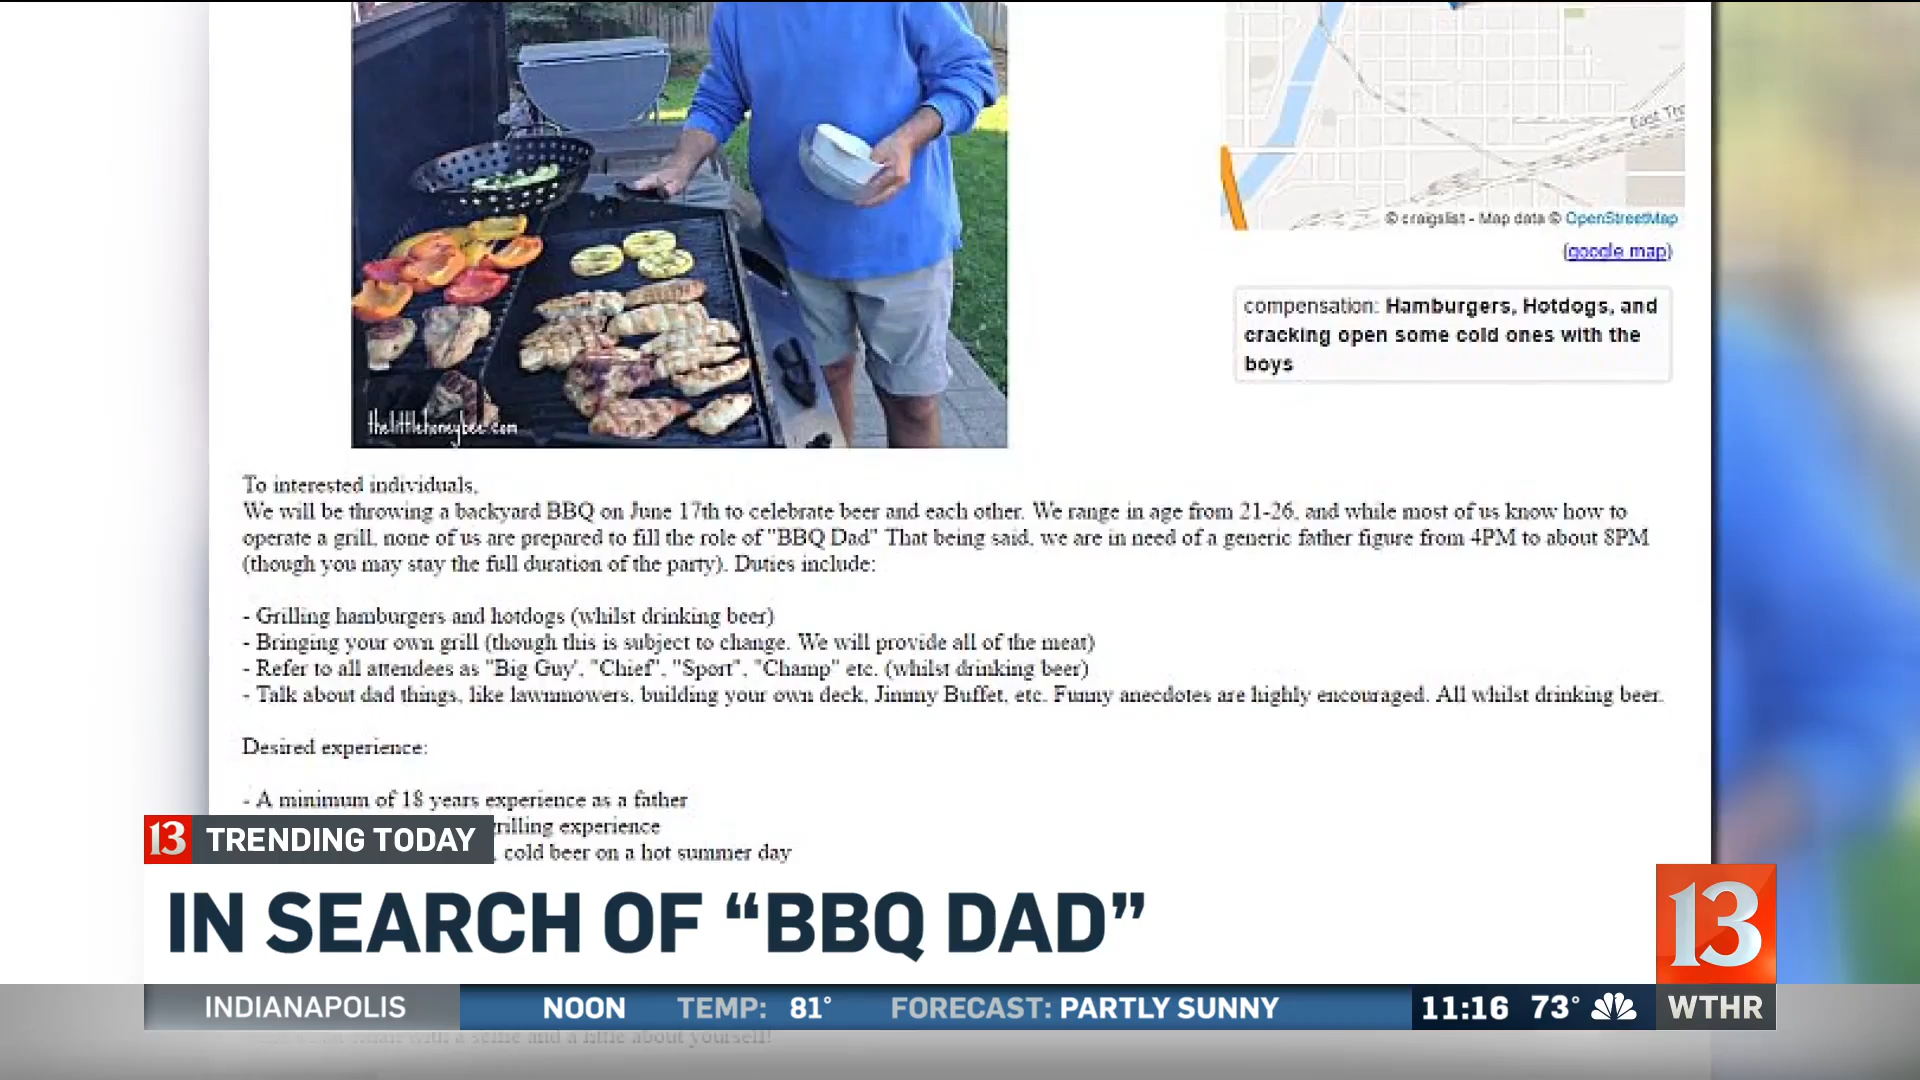 East
© craigslist - Map data © OpenStreetMap
(google map)
compensation: Hamburgers, Hotdogs, and
cracking open some cold ones with the
boys
thelittlehoneybee.com
To interested individuals,
We will be throwing a backyard BBQ on June 17th to celebrate beer and each other. We range in age from 21-26, and while most of us know how to
operate a grill, none of us are prepared to fill the role of "BBQ Dad" That being said, we are in need of a generic father figure from 4PM to about 8PM
(though you may stay the full duration of the party). Duties include:
- Grilling hamburgers and hotdogs (whilst drinking beer)
- Bringing your own grill (though this is subject to change. We will provide all of the meat)
- Refer to all attendees as "Big Guy', "Chief", "Sport", "Champ" etc. (whilst drinking beer)
- Talk about dad things, like lawnmowers, building your own deck, Jimmy Buffet, etc. Funny anecdotes are highly encouraged. All whilst drinking beer.
Desired experience:
- A minimum of 18 years experience as a father
grilling experience
cold beer on a hot summer day
13 TRENDING TODAY
IN SEARCH OF “BBQ DAD”
13
INDIANAPOLIS NOON TEMP: 81° FORECAST: PARTLY SUNNY 11:16 73° WTHR
and a little about yourself!